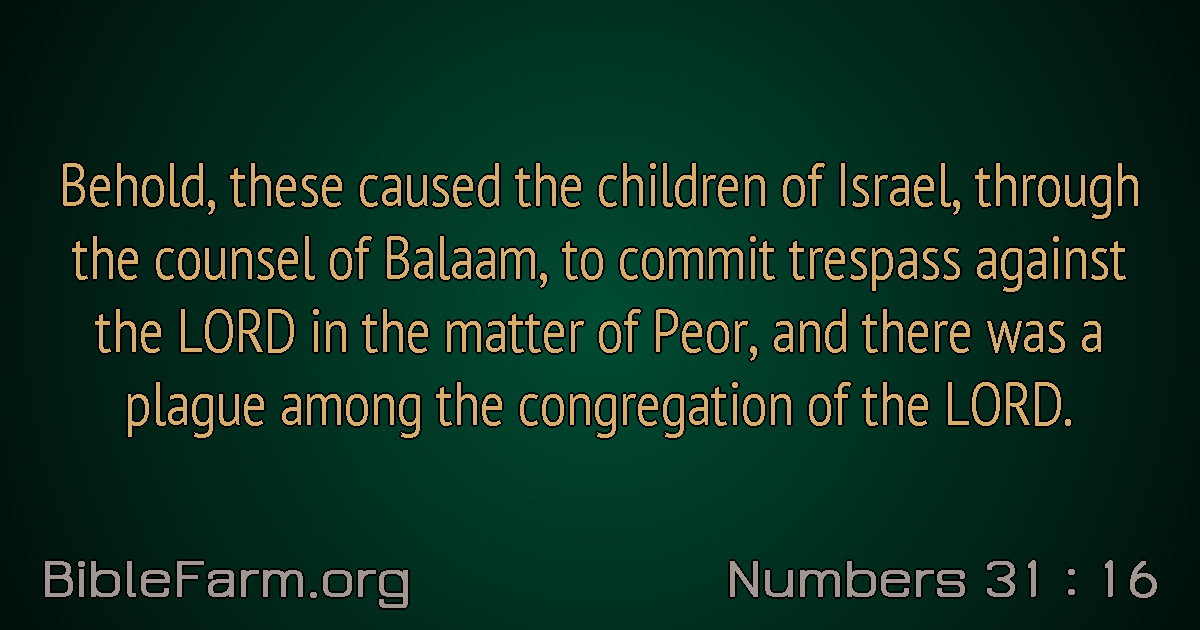 Behold, these caused the children of Israel, through
the counsel of Balaam, to commit trespass against
the LORD in the matter of Peor, and there was a
plague among the congregation of the LORD.
BibleFarm.org
Numbers 31 : 16